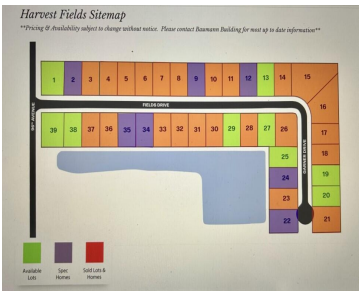 Harvest Fields Sitemap
**Pricing & Availability subject to change without notice. Please contact Baumann Building for most up to date information**
1 2 3 4 5 6 7 8 9 10 11 12 13 14 15
16
FIELDS DRIVE
AVENUE
39 38 37 36 35 34 33 32 31 30 29 28 27 26
17
18
19
20
21
DRIVE
25
24
23
22
Available
Lots
Spec
Homes
Sold Lots &
Homes